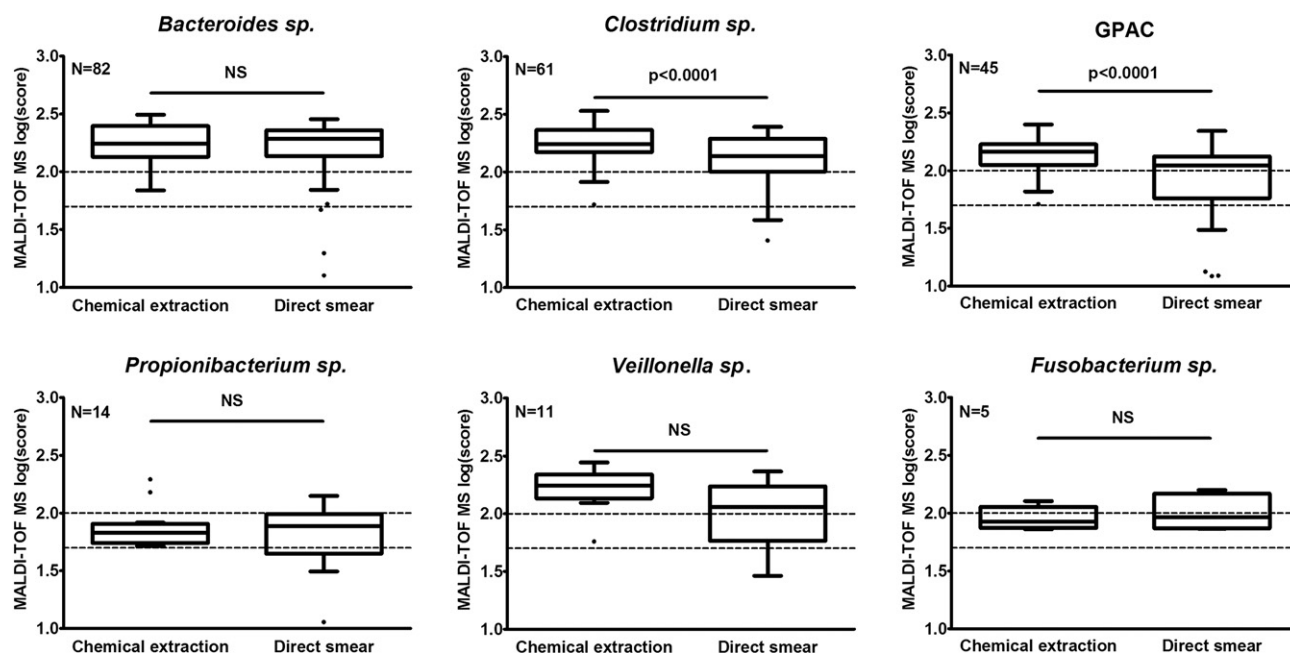 Bacteroides sp.
3.0
2.5
2.0
1.5
1.0
MALDI-TOF MS log(score)
N=82
NS
Chemical extraction
Direct smear
Clostridium sp.
3.0
2.5
2.0
1.5
1.0
MALDI-TOF MS log(score)
N=61
p<0.0001
Chemical extraction
Direct smear
GPAC
3.0
2.5
2.0
1.5
1.0
MALDI-TOF MS log(score)
N=45
p<0.0001
Chemical extraction
Direct smear
Propionibacterium sp.
3.0
2.5
2.0
1.5
1.0
MALDI-TOF MS log(score)
N=14
NS
Chemical extraction
Direct smear
Veillonella sp.
3.0
2.5
2.0
1.5
1.0
MALDI-TOF MS log(score)
N=11
NS
Chemical extraction
Direct smear
Fusobacterium sp.
3.0
2.5
2.0
1.5
1.0
MALDI-TOF MS log(score)
N=5
NS
Chemical extraction
Direct smear